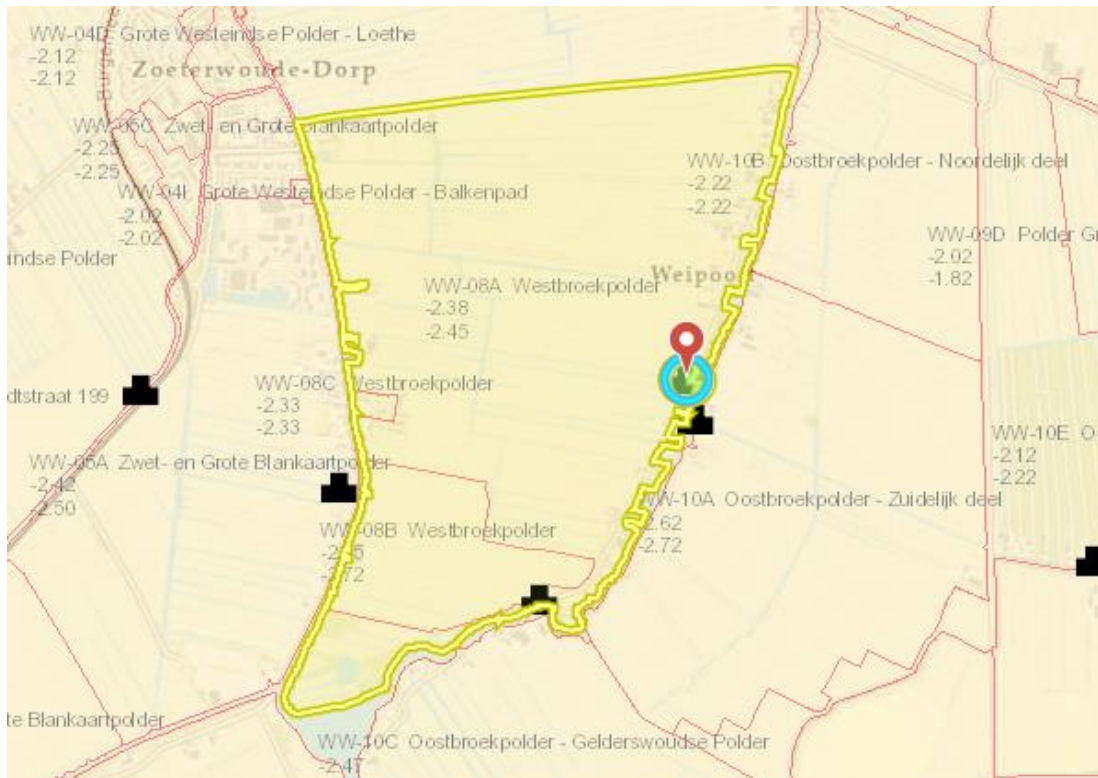 WW-04D Grote Westeindse Polder - Loethe
-2.12
-2.12
Zoeterwoude-Dorp
WW-05C Zwet- en Grote Blankaartpolder
-2.25
-2.25
WW-04I Grote Westeindse Polder - Balkenpad
-2.02
-2.02
WW-10B Oostbroekpolder - Noordelijk deel
-2.22
-2.22
WW-09D Polder Gr
-2.02
-1.82
indse Polder
Weipoort
WW-08A Westbroekpolder
-2.38
-2.45
WW-08C Westbroekpolder
-2.33
-2.33
dtstraat 199
WW-05A Zwet- en Grote Blankaartpolder
-2.42
-2.50
WW-10E O
-2.12
-2.22
WW-10A Oostbroekpolder - Zuidelijk deel
-2.62
-2.72
WW-08B Westbroekpolder
te Blankaartpolder
WW-10C Oostbroekpolder - Gelderswoudse Polder
-2.47